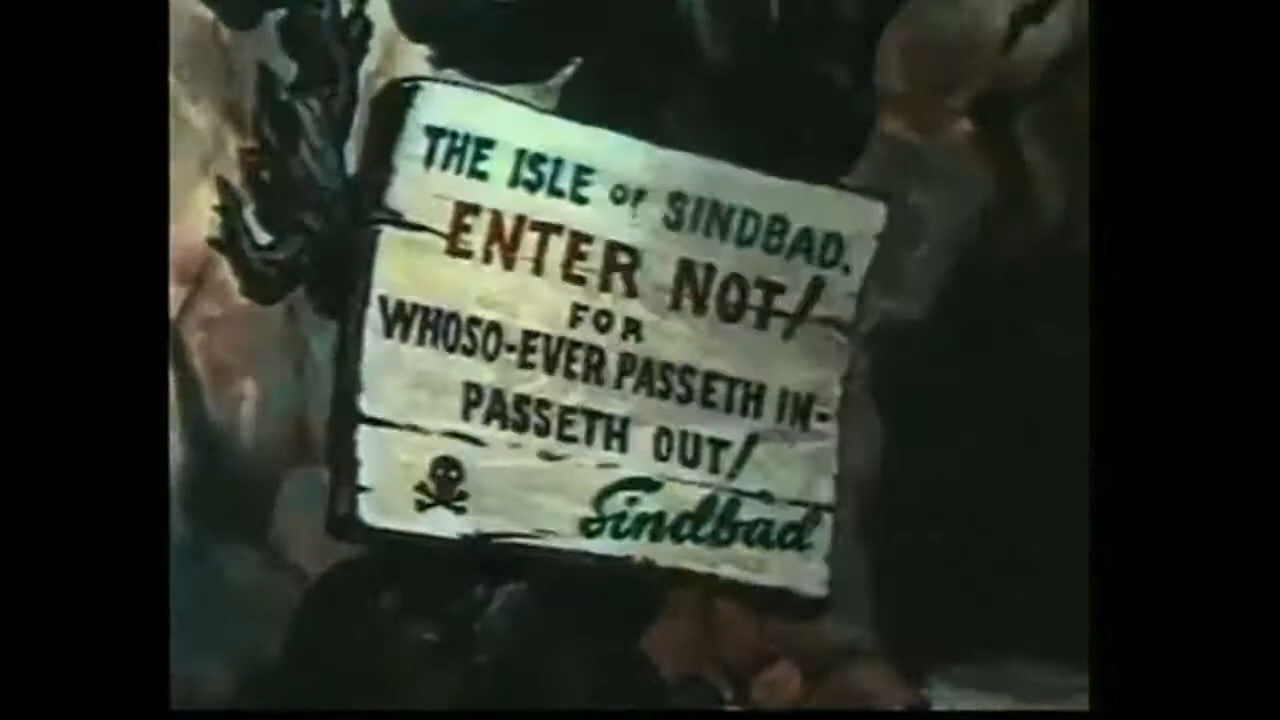 THE ISLE OF SINDBAD.
ENTER NOT!
FOR
WHOSO-EVER PASSETH IN-
PASSETH OUT!
Sindbad